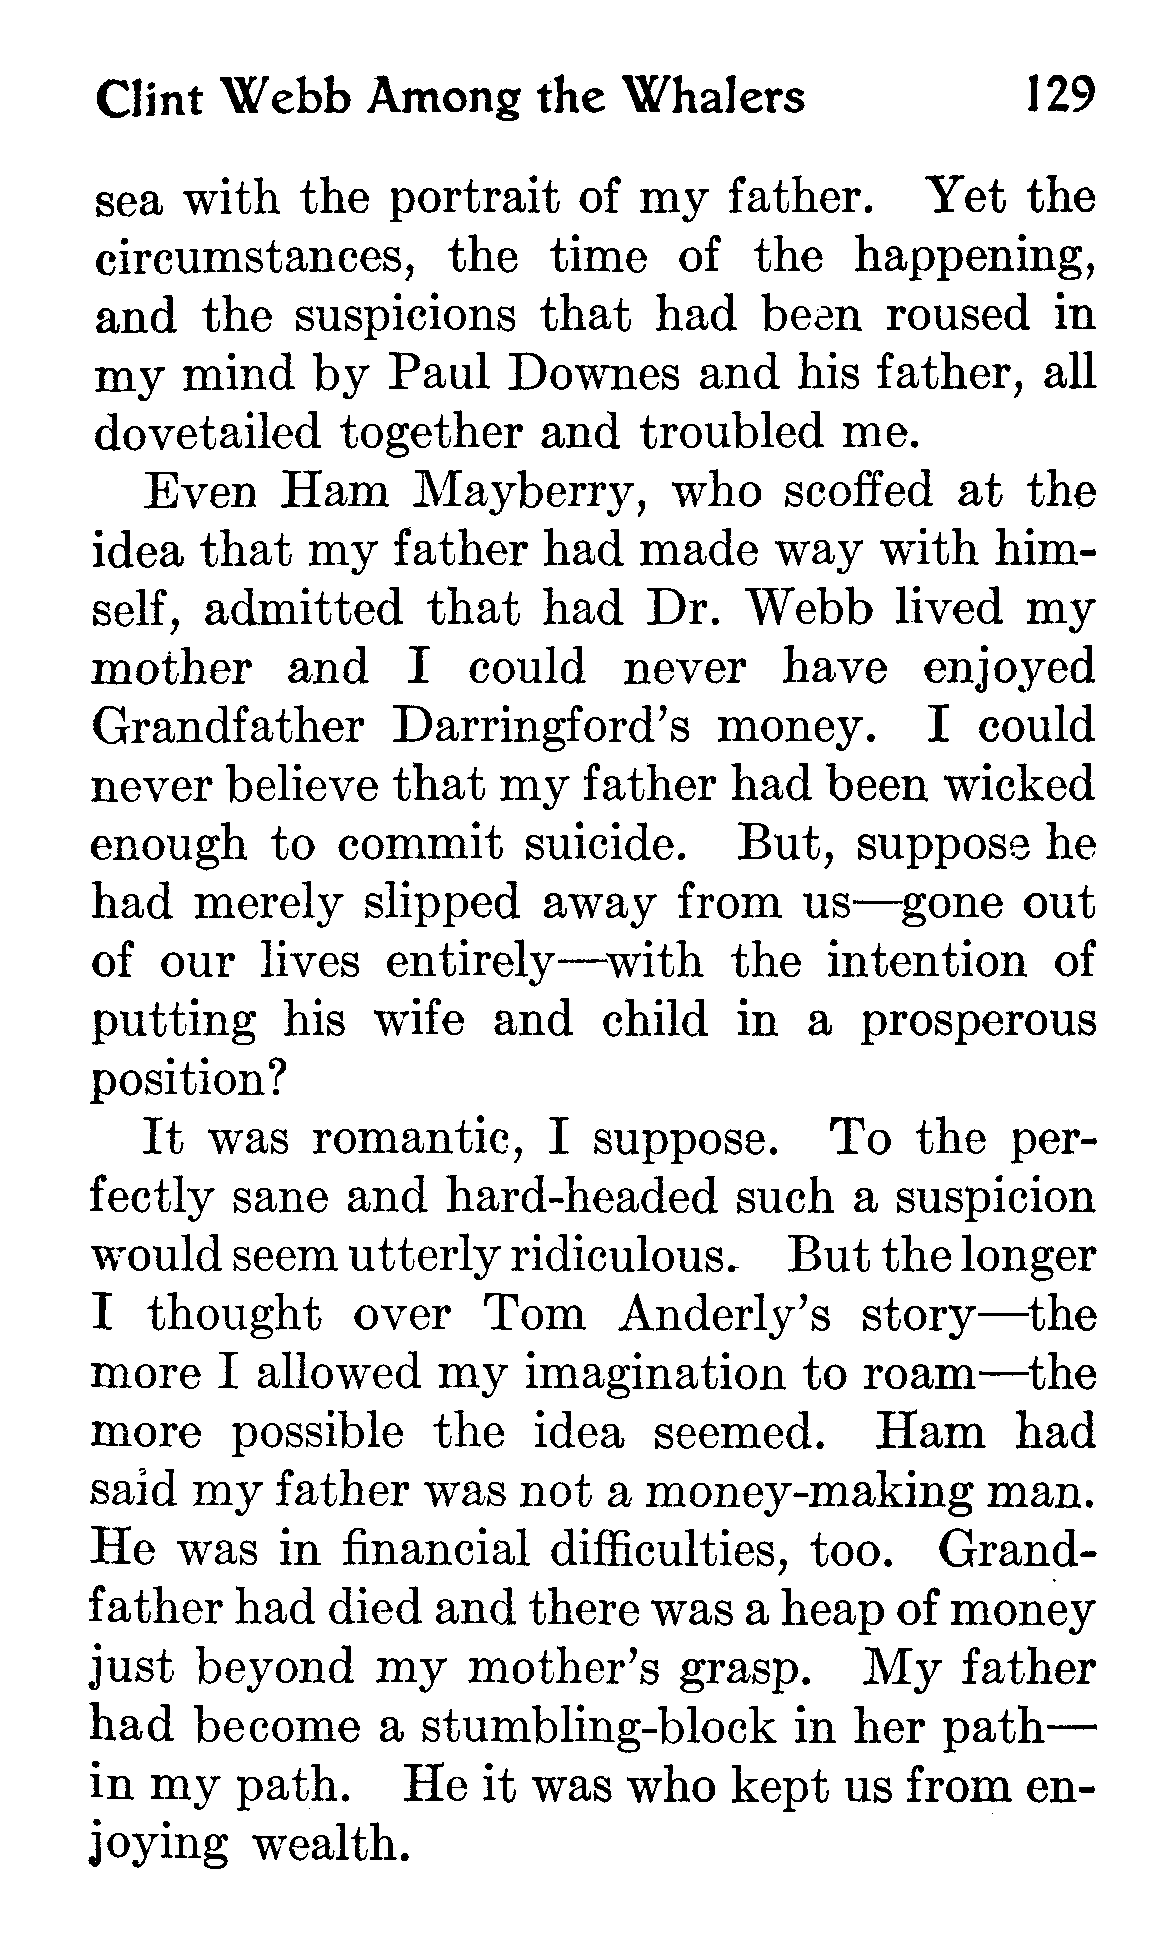 Clint Webb Among the Whalers 129
sea with the portrait of my father. Yet the
circumstances, the time of the happening,
and the suspicions that had been roused in
my mind by Paul Downes and his father, all
dovetailed together and troubled me.
Even Ham Mayberry, who scoffed at the
idea that my father had made way with him-
self, admitted that had Dr. Webb lived my
mother and I could never have enjoyed
Grandfather Darringford's money. I could
never believe that my father had been wicked
enough to commit suicide. But, suppose he
had merely slipped away from us—gone out
of our lives entirely—with the intention of
putting his wife and child in a prosperous
position?
It was romantic, I suppose. To the per-
fectly sane and hard-headed such a suspicion
would seem utterly ridiculous. But the longer
I thought over Tom Anderly's story—the
more I allowed my imagination to roam—the
more possible the idea seemed. Ham had
said my father was not a money-making man.
He was in financial difficulties, too. Grand-
father had died and there was a heap of money
just beyond my mother's grasp. My father
had become a stumbling-block in her path—
in my path. He it was who kept us from en-
joying wealth.